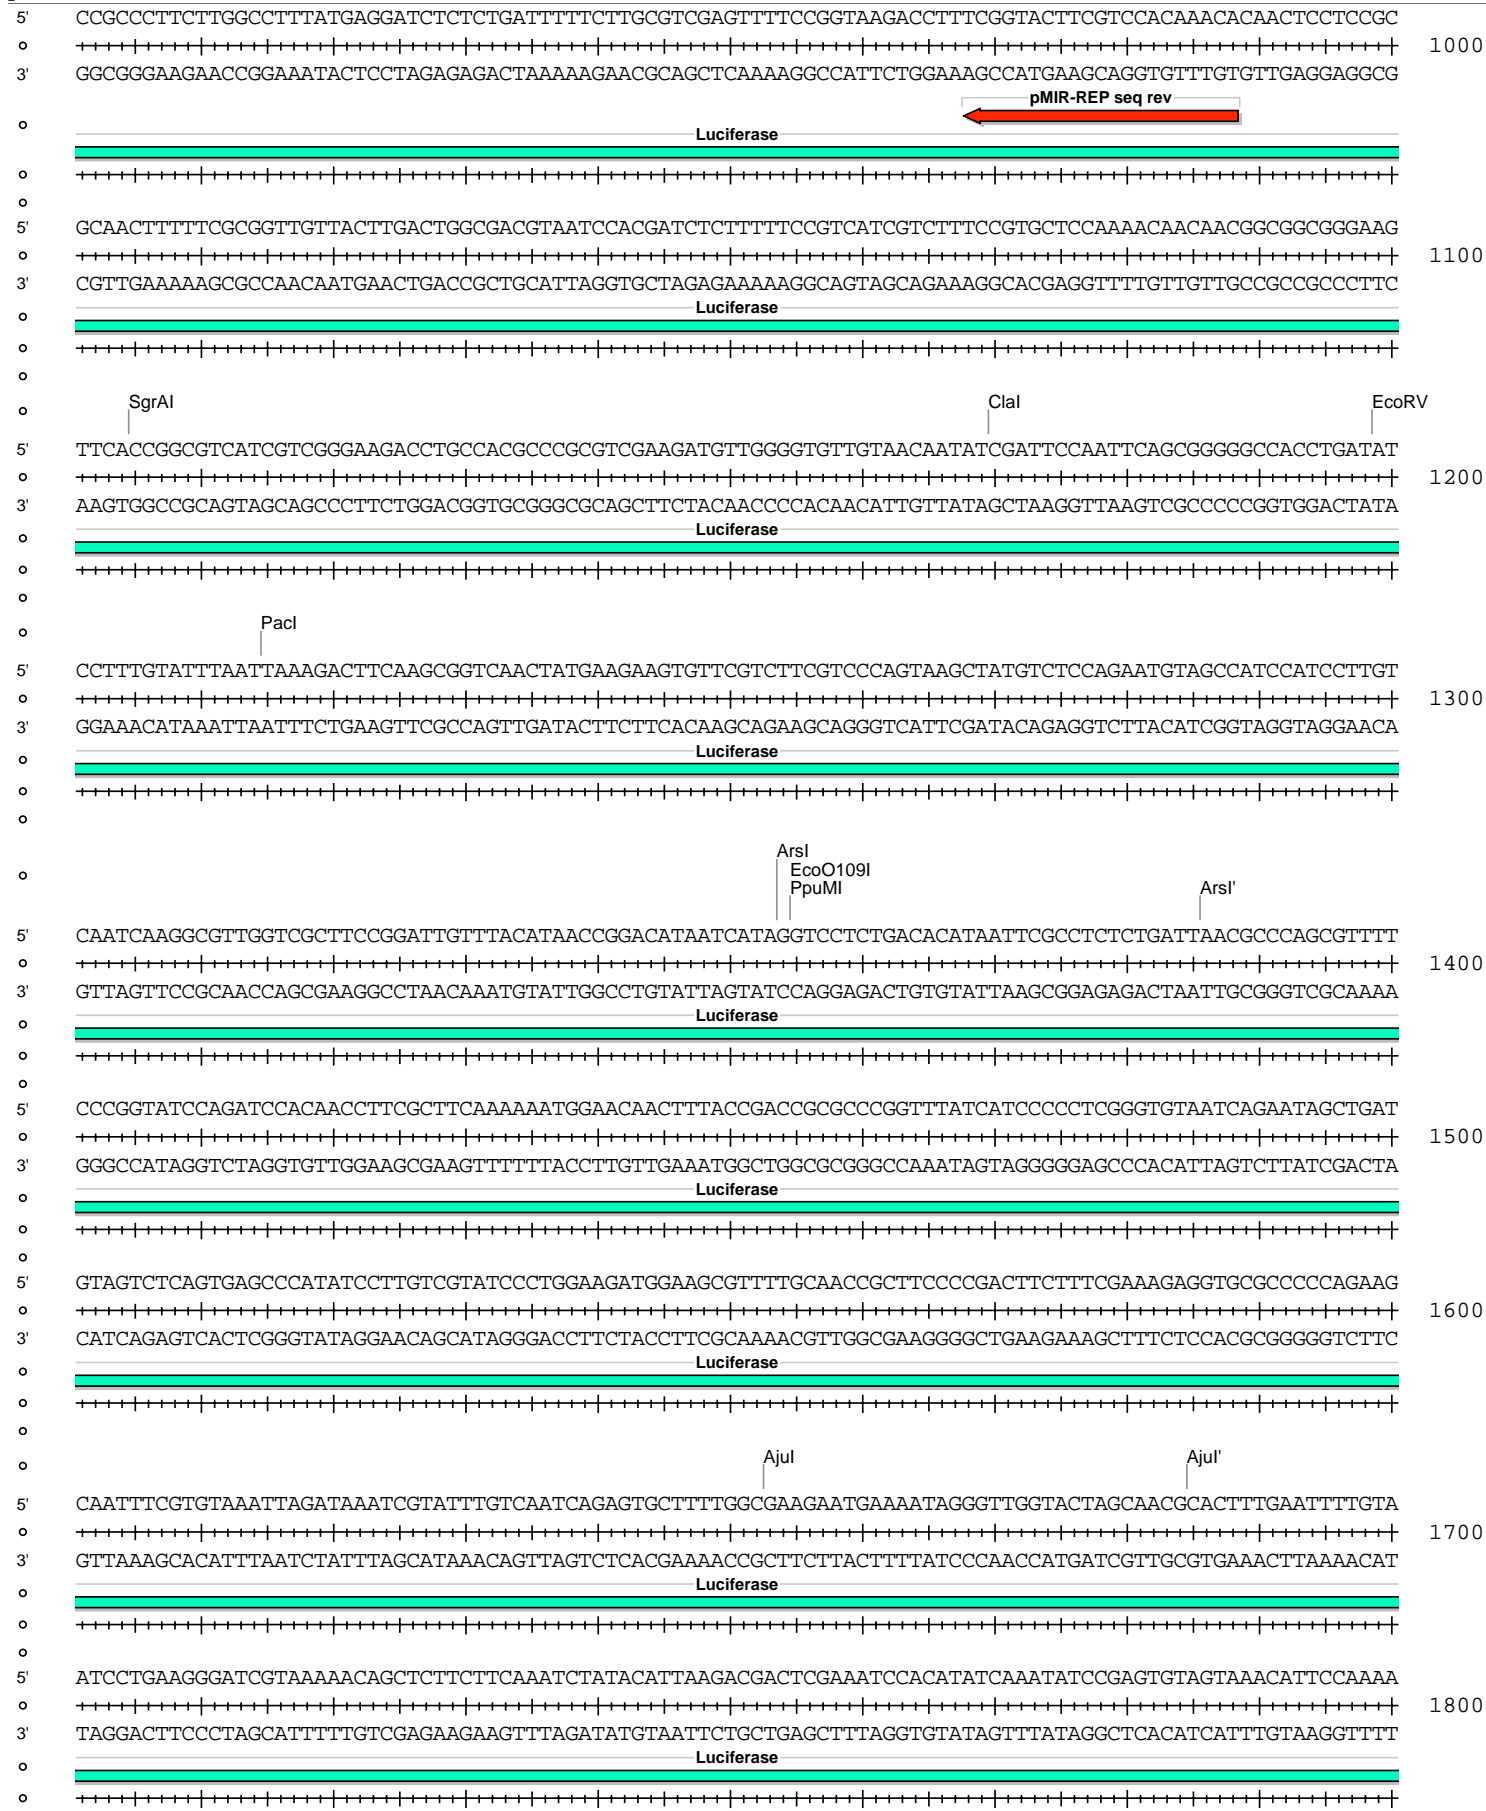 5' CCGCCCTTCTTGGCCTTTATGAGGATCTCTCTGATTTTTCTTGCGTCGAGTTTTCCGGTAAGACCTTTCGGTACTTCGTCCACAAACACAACTCCTCCGC
1000
3' GGCGGGAAGAACCGGAAATACTCCTAGAGAGACTAAAAAGAACGCAGCTCAAAAGGCCATTCTGGAAAGCCATGAAGCAGGTGTTTGTGTTGAGGAGGCG
pMIR-REP seq rev
Luciferase
5' GCAACTTTTTCGCGGTTGTTACTTGACTGGCGACGTAATCCACGATCTCTTTTTCCGTCATCGTCTTTCCGTGCTCCAAAACAACAACGGCGGCGGGAAG
1100
3' CGTTGAAAAAGCGCCAACAATGAACTGACCGCTGCATTAGGTGCTAGAGAAAAAGGCAGTAGCAGAAAGGCACGAGGTTTTGTTGTTGCCGCCGCCCTTC
Luciferase
SgrAI ClaI EcoRV
5' TTCACCGGCGTCATCGTCGGGAAGACCTGCCACGCCCGCGTCGAAGATGTTGGGGTGTTGTAACAATATCGATTCCAATTCAGCGGGGGCCACCTGATAT
1200
3' AAGTGGCCGCAGTAGCAGCCCTTCTGGACGGTGCGGGCGCAGCTTCTACAACCCCACAACATTGTTATAGCTAAGGTTAAGTCGCCCCCGGTGGACTATA
Luciferase
PacI
5' CCTTTGTATTTAATTAAAGACTTCAAGCGGTCAACTATGAAGAAGTGTTCGTCTTCGTCCCAGTAAGCTATGTCTCCAGAATGTAGCCATCCATCCTTGT
1300
3' GGAAACATAAATTAATTTCTGAAGTTCGCCAGTTGATACTTCTTCACAAGCAGAAGCAGGGTCATTCGATACAGAGGTCTTACATCGGTAGGTAGGAACA
Luciferase
ArsI
EcoO109I
PpuMI ArsI'
5' CAATCAAGGCGTTGGTCGCTTCCGGATTGTTTACATAACCGGACATAATCATAGGTCCTCTGACACATAATTCGCCTCTCTGATTAACGCCCAGCGTTTT
1400
3' GTTAGTTCCGCAACCAGCGAAGGCCTAACAAATGTATTGGCCTGTATTAGTATCCAGGAGACTGTGTATTAAGCGGAGAGACTAATTGCGGGTCGCAAAA
Luciferase
5' CCCGGTATCCAGATCCACAACCTTCGCTTCAAAAAATGGAACAACTTTACCGACCGCGCCCGGTTTATCATCCCCCTCGGGTGTAATCAGAATAGCTGAT
1500
3' GGGCCATAGGTCTAGGTGTTGGAAGCGAAGTTTTTTACCTTGTTGAAATGGCTGGCGCGGGCCAAATAGTAGGGGGAGCCCACATTAGTCTTATCGACTA
Luciferase
5' GTAGTCTCAGTGAGCCCATATCCTTGTCGTATCCCTGGAAGATGGAAGCGTTTTGCAACCGCTTCCCCGACTTCTTTCGAAAGAGGTGCGCCCCCAGAAG
1600
3' CATCAGAGTCACTCGGGTATAGGAACAGCATAGGGACCTTCTACCTTCGCAAAACGTTGGCGAAGGGGCTGAAGAAAGCTTTCTCCACGCGGGGGTCTTC
Luciferase
AjuI AjuI'
5' CAATTTCGTGTAAATTAGATAAATCGTATTTGTCAATCAGAGTGCTTTTGGCGAAGAATGAAAATAGGGTTGGTACTAGCAACGCACTTTGAATTTTGTA
1700
3' GTTAAAGCACATTTAATCTATTTAGCATAAACAGTTAGTCTCACGAAAACCGCTTCTTACTTTTATCCCAACCATGATCGTTGCGTGAAACTTAAAACAT
Luciferase
5' ATCCTGAAGGGATCGTAAAAACAGCTCTTCTTCAAATCTATACATTAAGACGACTCGAAATCCACATATCAAATATCCGAGTGTAGTAAACATTCCAAAA
1800
3' TAGGACTTCCCTAGCATTTTTGTCGAGAAGAAGTTTAGATATGTAATTCTGCTGAGCTTTAGGTGTATAGTTTATAGGCTCACATCATTTGTAAGGTTTT
Luciferase